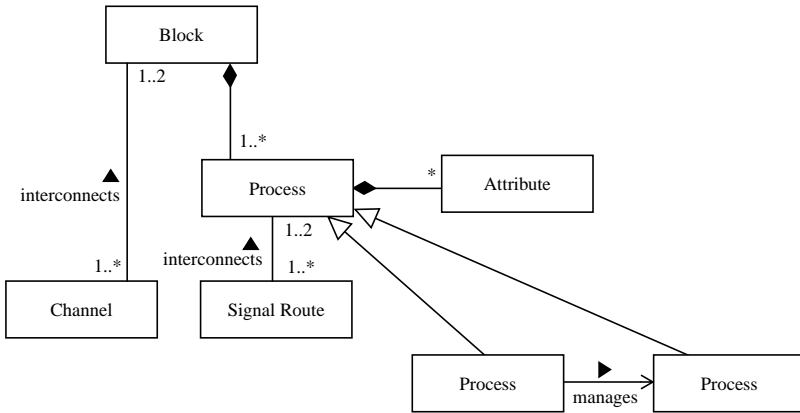 Block
1..2
1..*
interconnects
Process
*
Attribute
1..2
interconnects
1..*
1..*
Channel
Signal Route
Process
manages
Process